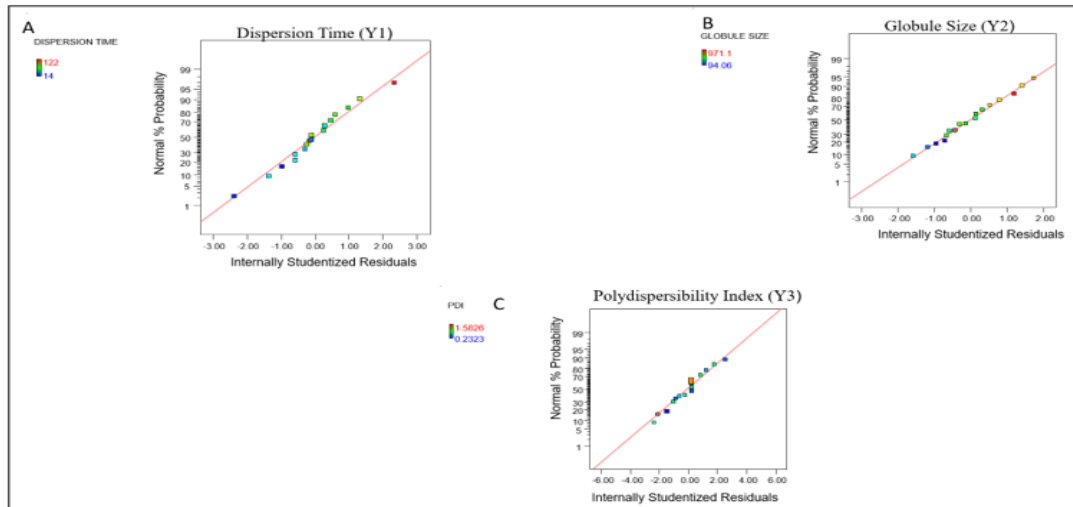 A
DISPERSION TIME
122
14
Dispersion Time (Y1)
Normal % Probability
99
95
90
80
70
50
30
20
10
5
1
-3.00 -2.00 -1.00 0.00 1.00 2.00 3.00
Internally Studentized Residuals
B
GLOBULE SIZE
971.1
94.06
Globule Size (Y2)
Normal % Probability
99
95
90
80
70
50
30
20
10
5
1
-3.00 -2.00 -1.00 0.00 1.00 2.00
Internally Studentized Residuals
C
PDI
1.5826
0.2323
Polydispersibility Index (Y3)
Normal % Probability
99
95
90
80
70
50
30
20
10
5
1
-6.00 -4.00 -2.00 0.00 2.00 4.00 6.00
Internally Studentized Residuals